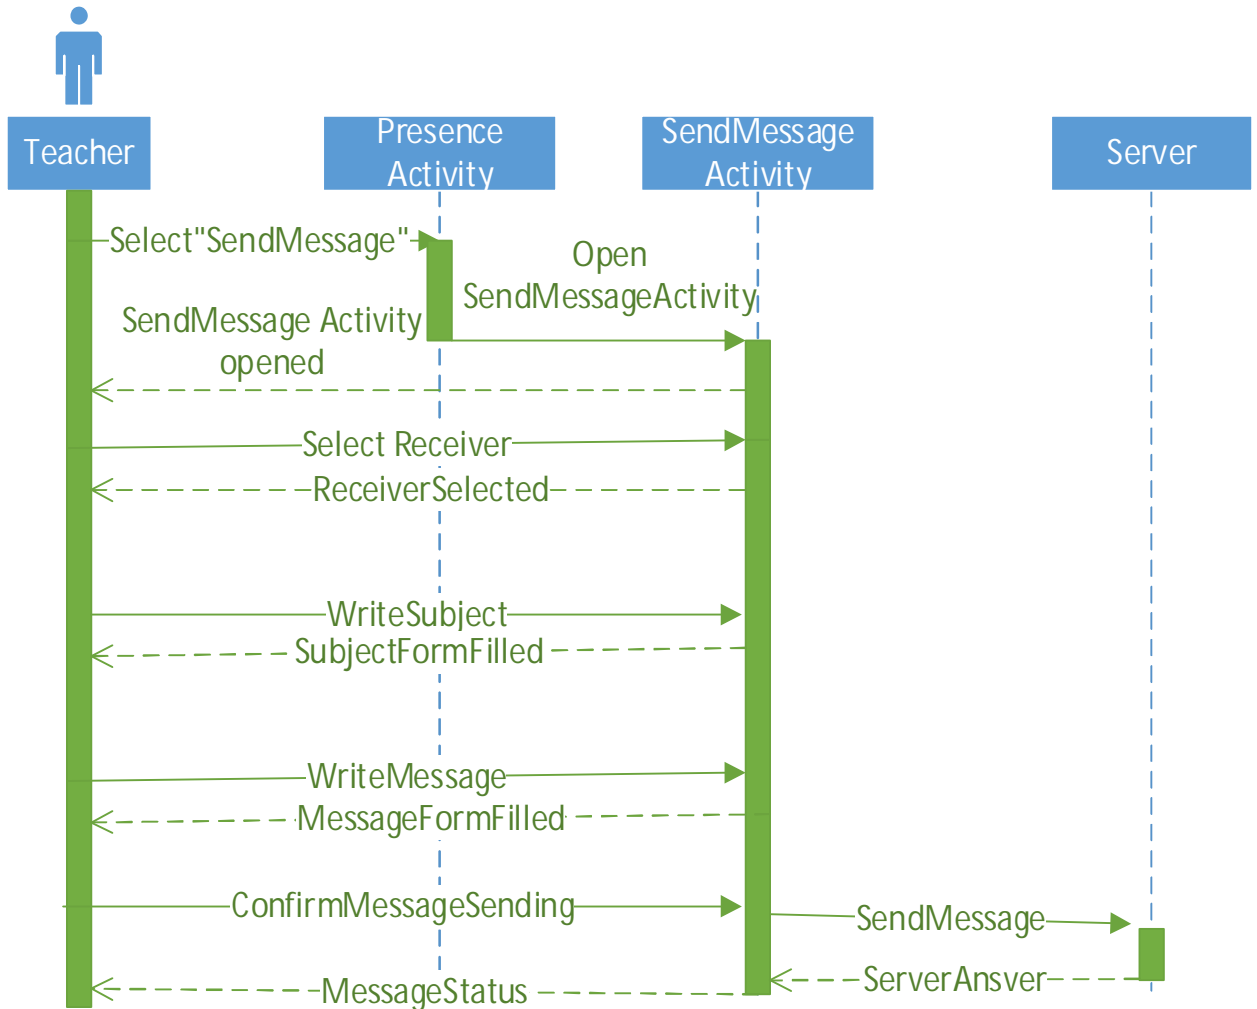 Teacher
Presence
Activity
SendMessage
Activity
Server
Select"SendMessage"
Open
SendMessageActivity
SendMessage Activity
opened
Select Receiver
ReceiverSelected
WriteSubject
SubjectFormFilled
WriteMessage
MessageFormFilled
ConfirmMessageSending
SendMessage
ServerAnsver
MessageStatus